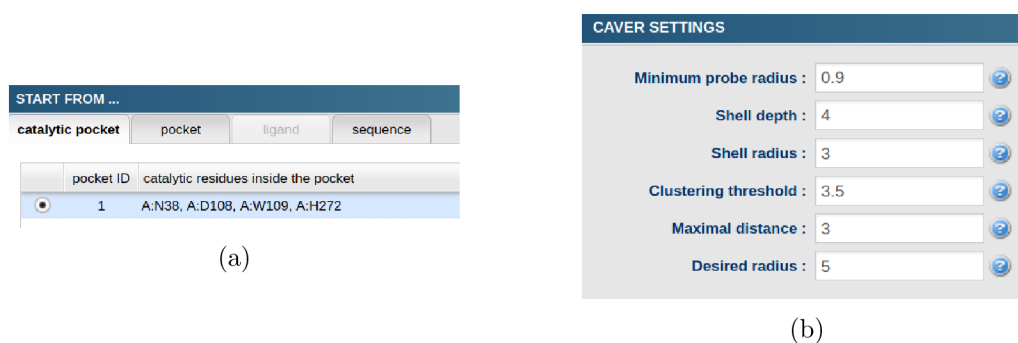 START FROM ...
catalytic pocket pocket ligand sequence
pocket ID catalytic residues inside the pocket
1 A:N38, A:D108, A:W109, A:H272
(a)
CAVER SETTINGS
Minimum probe radius : 0.9 ?
Shell depth : 4 ?
Shell radius : 3 ?
Clustering threshold : 3.5 ?
Maximal distance : 3 ?
Desired radius : 5 ?
(b)